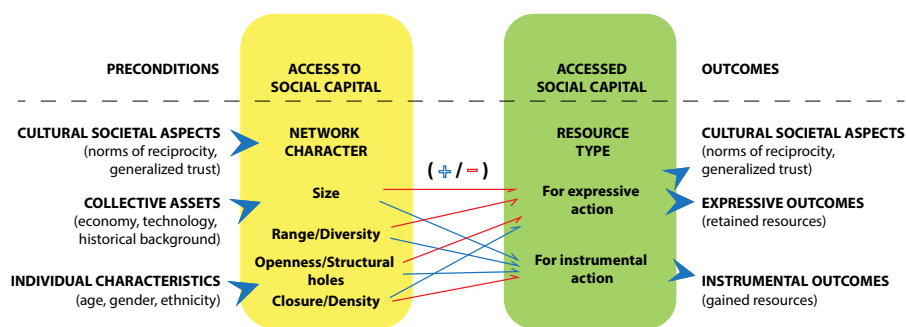 PRECONDITIONS
ACCESS TO
SOCIAL CAPITAL
ACCESSED
SOCIAL CAPITAL
OUTCOMES
CULTURAL SOCIETAL ASPECTS
(norms of reciprocity,
generalized trust)
COLLECTIVE ASSETS
(economy, technology,
historical background)
INDIVIDUAL CHARACTERISTICS
(age, gender, ethnicity)
NETWORK
CHARACTER
Size
Range/Diversity
Openness/Structural
holes
Closure/Density
(+/−)
RESOURCE
TYPE
For expressive
action
For instrumental
action
CULTURAL SOCIETAL ASPECTS
(norms of reciprocity,
generalized trust)
EXPRESSIVE OUTCOMES
(retained resources)
INSTRUMENTAL OUTCOMES
(gained resources)